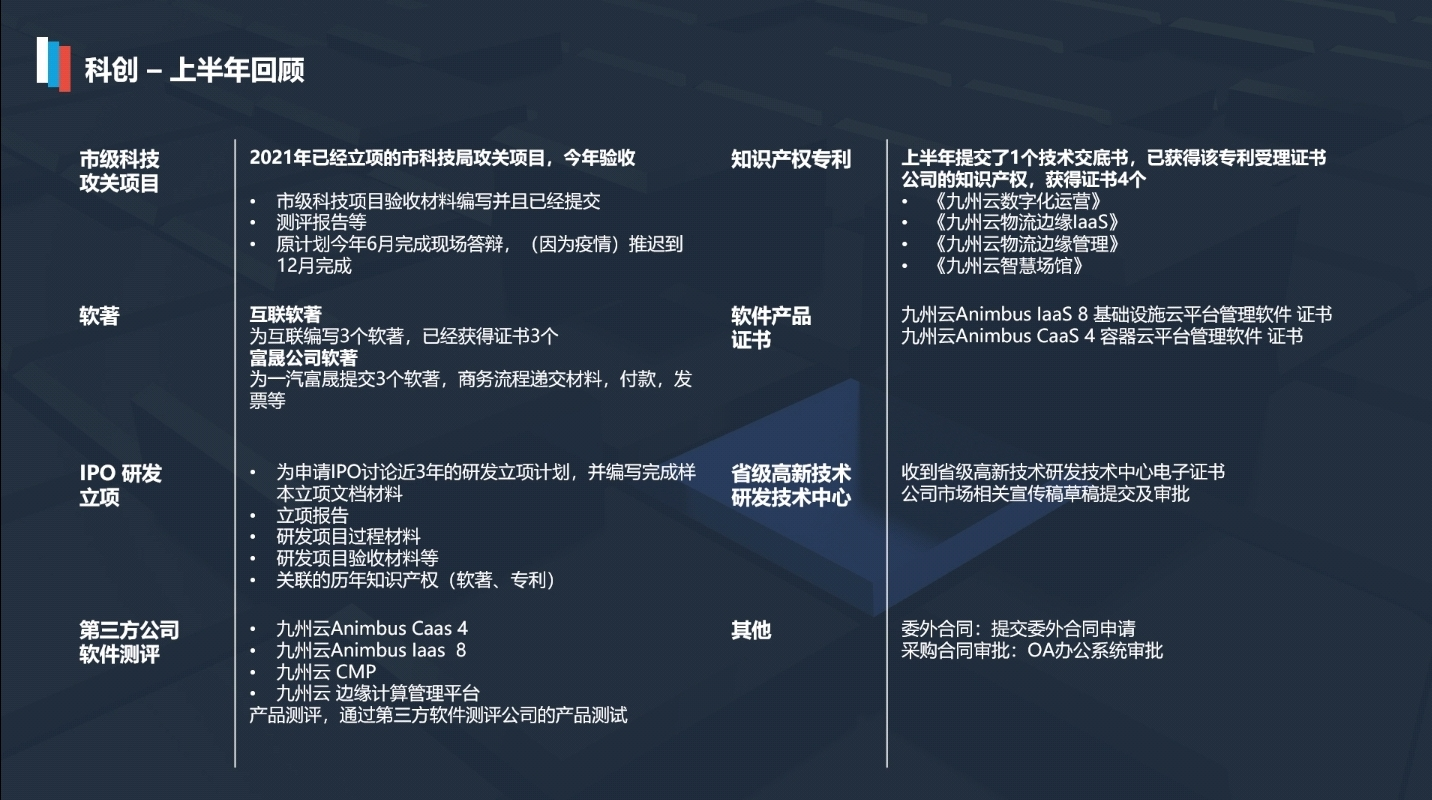 科创 – 上半年回顾
市级科技
攻关项目
2021年已经立项的市科技局攻关项目，今年验收
• 市级科技项目验收材料编写并且已经提交
• 测评报告等
• 原计划今年6月完成现场答辩，（因为疫情）推迟到
12月完成
软著
互联软著
为互联编写3个软著，已经获得证书3个
富晟公司软著
为一汽富晟提交3个软著，商务流程递交材料，付款，发
票等
IPO 研发
立项
• 为申请IPO讨论近3年的研发立项计划，并编写完成样
本立项文档材料
• 立项报告
• 研发项目过程材料
• 研发项目验收材料等
• 关联的历年知识产权（软著、专利）
第三方公司
软件测评
• 九州云Animbus Caas 4
• 九州云Animbus Iaas 8
• 九州云 CMP
• 九州云 边缘计算管理平台
产品测评，通过第三方软件测评公司的产品测试
知识产权专利
上半年提交了1个技术交底书，已获得该专利受理证书
公司的知识产权，获得证书4个
• 《九州云数字化运营》
• 《九州云物流边缘IaaS》
• 《九州云物流边缘管理》
• 《九州云智慧场馆》
软件产品
证书
九州云Animbus IaaS 8 基础设施云平台管理软件 证书
九州云Animbus CaaS 4 容器云平台管理软件 证书
省级高新技术
研发技术中心
收到省级高新技术研发技术中心电子证书
公司市场相关宣传稿草稿提交及审批
其他
委外合同：提交委外合同申请
采购合同审批：OA办公系统审批